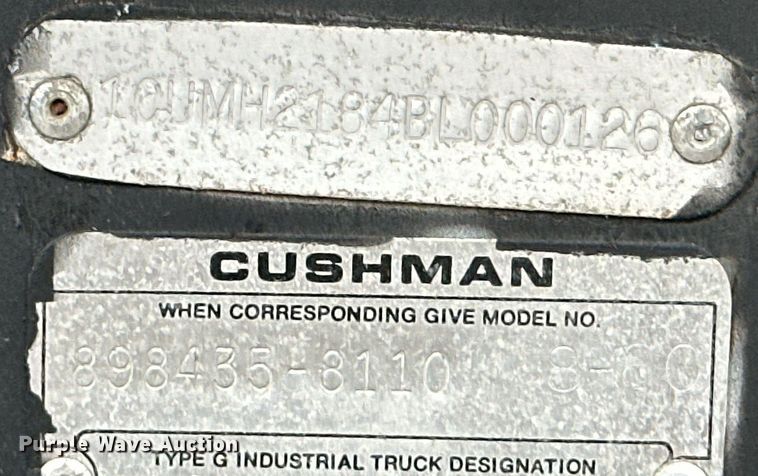 1CUMH2184BL000126
CUSHMAN
WHEN CORRESPONDING GIVE MODEL NO.
898435-8110
Purple Wave Auction
TYPE G INDUSTRIAL TRUCK DESIGNATION